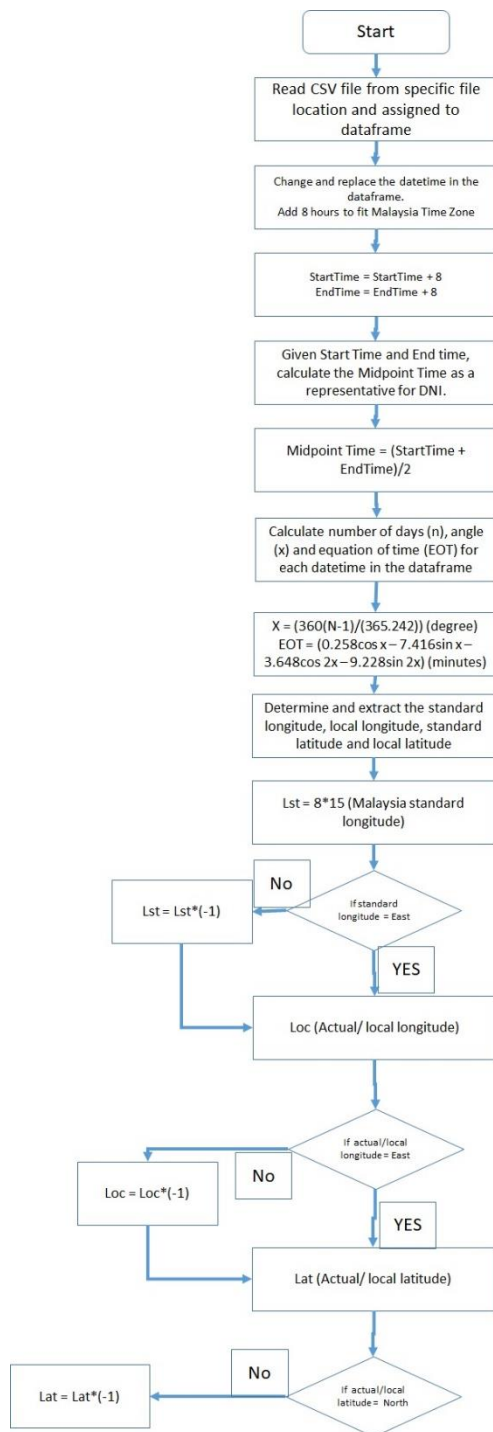 Start
Read CSV file from specific file
location and assigned to
dataframe
Change and replace the datetime in the
dataframe.
Add 8 hours to fit Malaysia Time Zone
StartTime = StartTime + 8
EndTime = EndTime + 8
Given Start Time and End time,
calculate the Midpoint Time as a
representative for DNI.
Midpoint Time = (StartTime +
EndTime)/2
Calculate number of days (n), angle
(x) and equation of time (EOT) for
each datetime in the dataframe
X = (360(N-1)/(365.242)) (degree)
EOT = (0.258cos x – 7.416sin x –
3.648cos 2x – 9.228sin 2x) (minutes)
Determine and extract the standard
longitude, local longitude, standard
latitude and local latitude
Lst = 8*15 (Malaysia standard
longitude)
No
If standard
longitude = East
Lst = Lst*(-1)
YES
Loc (Actual/ local longitude)
If actual/local
longitude = East
No
Loc = Loc*(-1)
YES
Lat (Actual/ local latitude)
No
If actual/local
latitude = North
Lat = Lat*(-1)